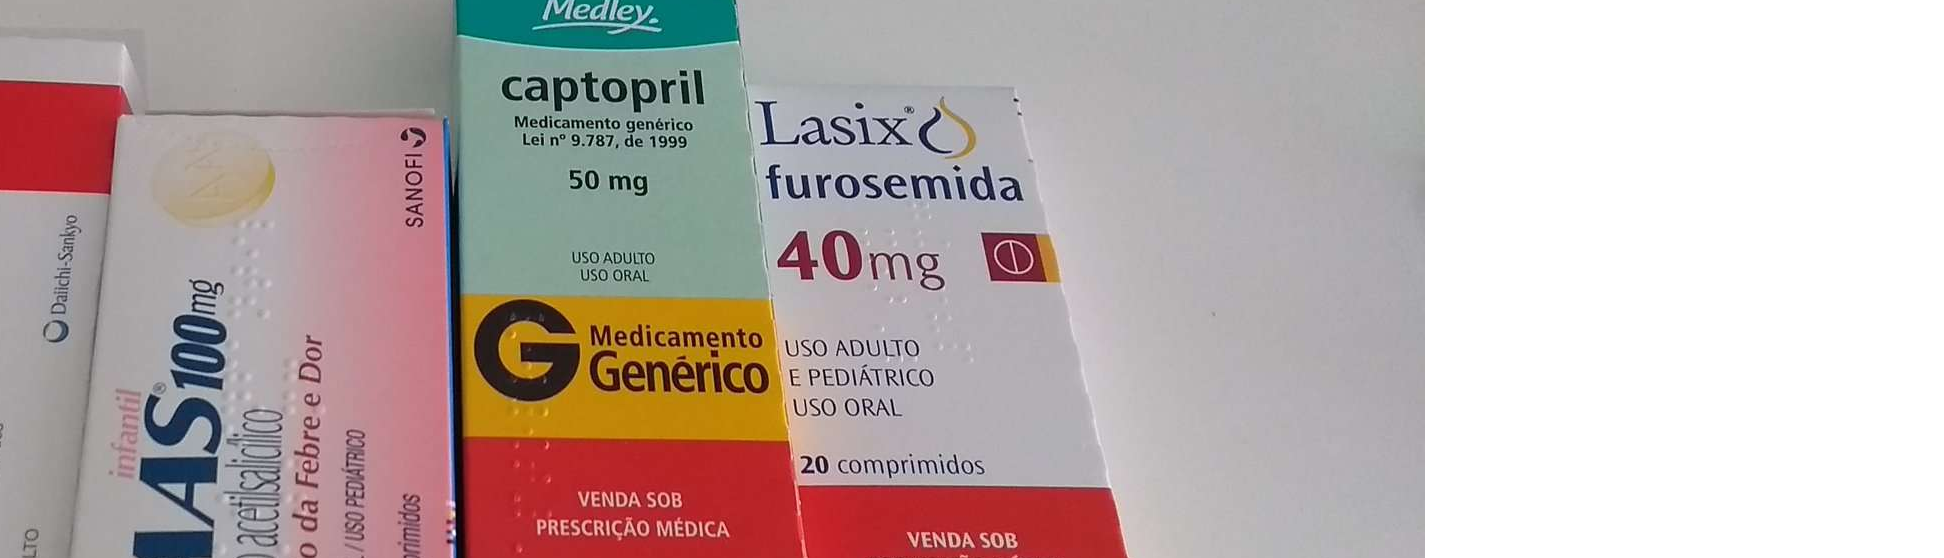 Daiichi-Sankyo
LTO
AAS
SANOFI
infantil
AAS® 100mg
acetilsalicílico
da Febre e Dor
/ USO PEDIÁTRICO
Medley.
captopril
Medicamento genérico
Lei nº 9.787, de 1999
50 mg
USO ADULTO
USO ORAL
G Medicamento
Genérico
VENDA SOB
PRESCRIÇÃO MÉDICA
Lasix®
furosemida
40mg
USO ADULTO
E PEDIÁTRICO
USO ORAL
20 comprimidos
VENDA SOB